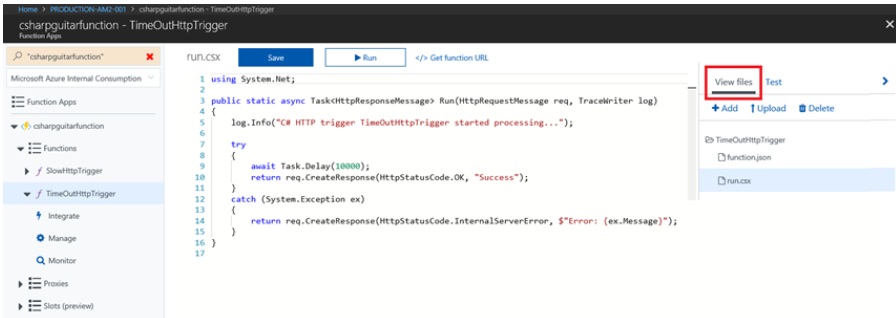 Home > PRODUCTION-AM2-001 > csharpguitarfunction - TimeOutHttpTrigger
csharpguitarfunction - TimeOutHttpTrigger
Function Apps
"csharpguitarfunction"
Microsoft Azure Internal Consumption
Function Apps
csharpguitarfunction
Functions
SlowHttpTrigger
TimeOutHttpTrigger
Integrate
Manage
Monitor
Proxies
Slots (preview)
run.csx Save Run </> Get function URL
1 using System.Net;
2
3 public static async Task<HttpResponseMessage> Run(HttpRequestMessage req, TraceWriter log)
4 {
5 log.Info("C# HTTP trigger TimeOutHttpTrigger started processing...");
6
7 try
8 {
9 await Task.Delay(10000);
10 return req.CreateResponse(HttpStatusCode.OK, "Success");
11 }
12 catch (System.Exception ex)
13 {
14 return req.CreateResponse(HttpStatusCode.InternalServerError, $"Error: {ex.Message}");
15 }
16 }
17
View files Test
Add Upload Delete
TimeOutHttpTrigger
function.json
run.csx